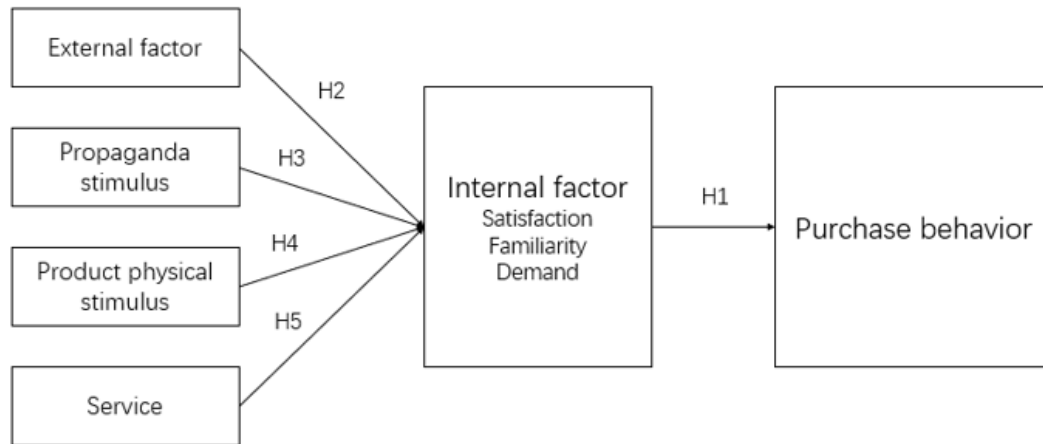 External factor
H2
Propaganda
stimulus
H3
Product physical
stimulus
H4
Service
H5
Internal factor
Satisfaction
Familiarity
Demand
H1
Purchase behavior